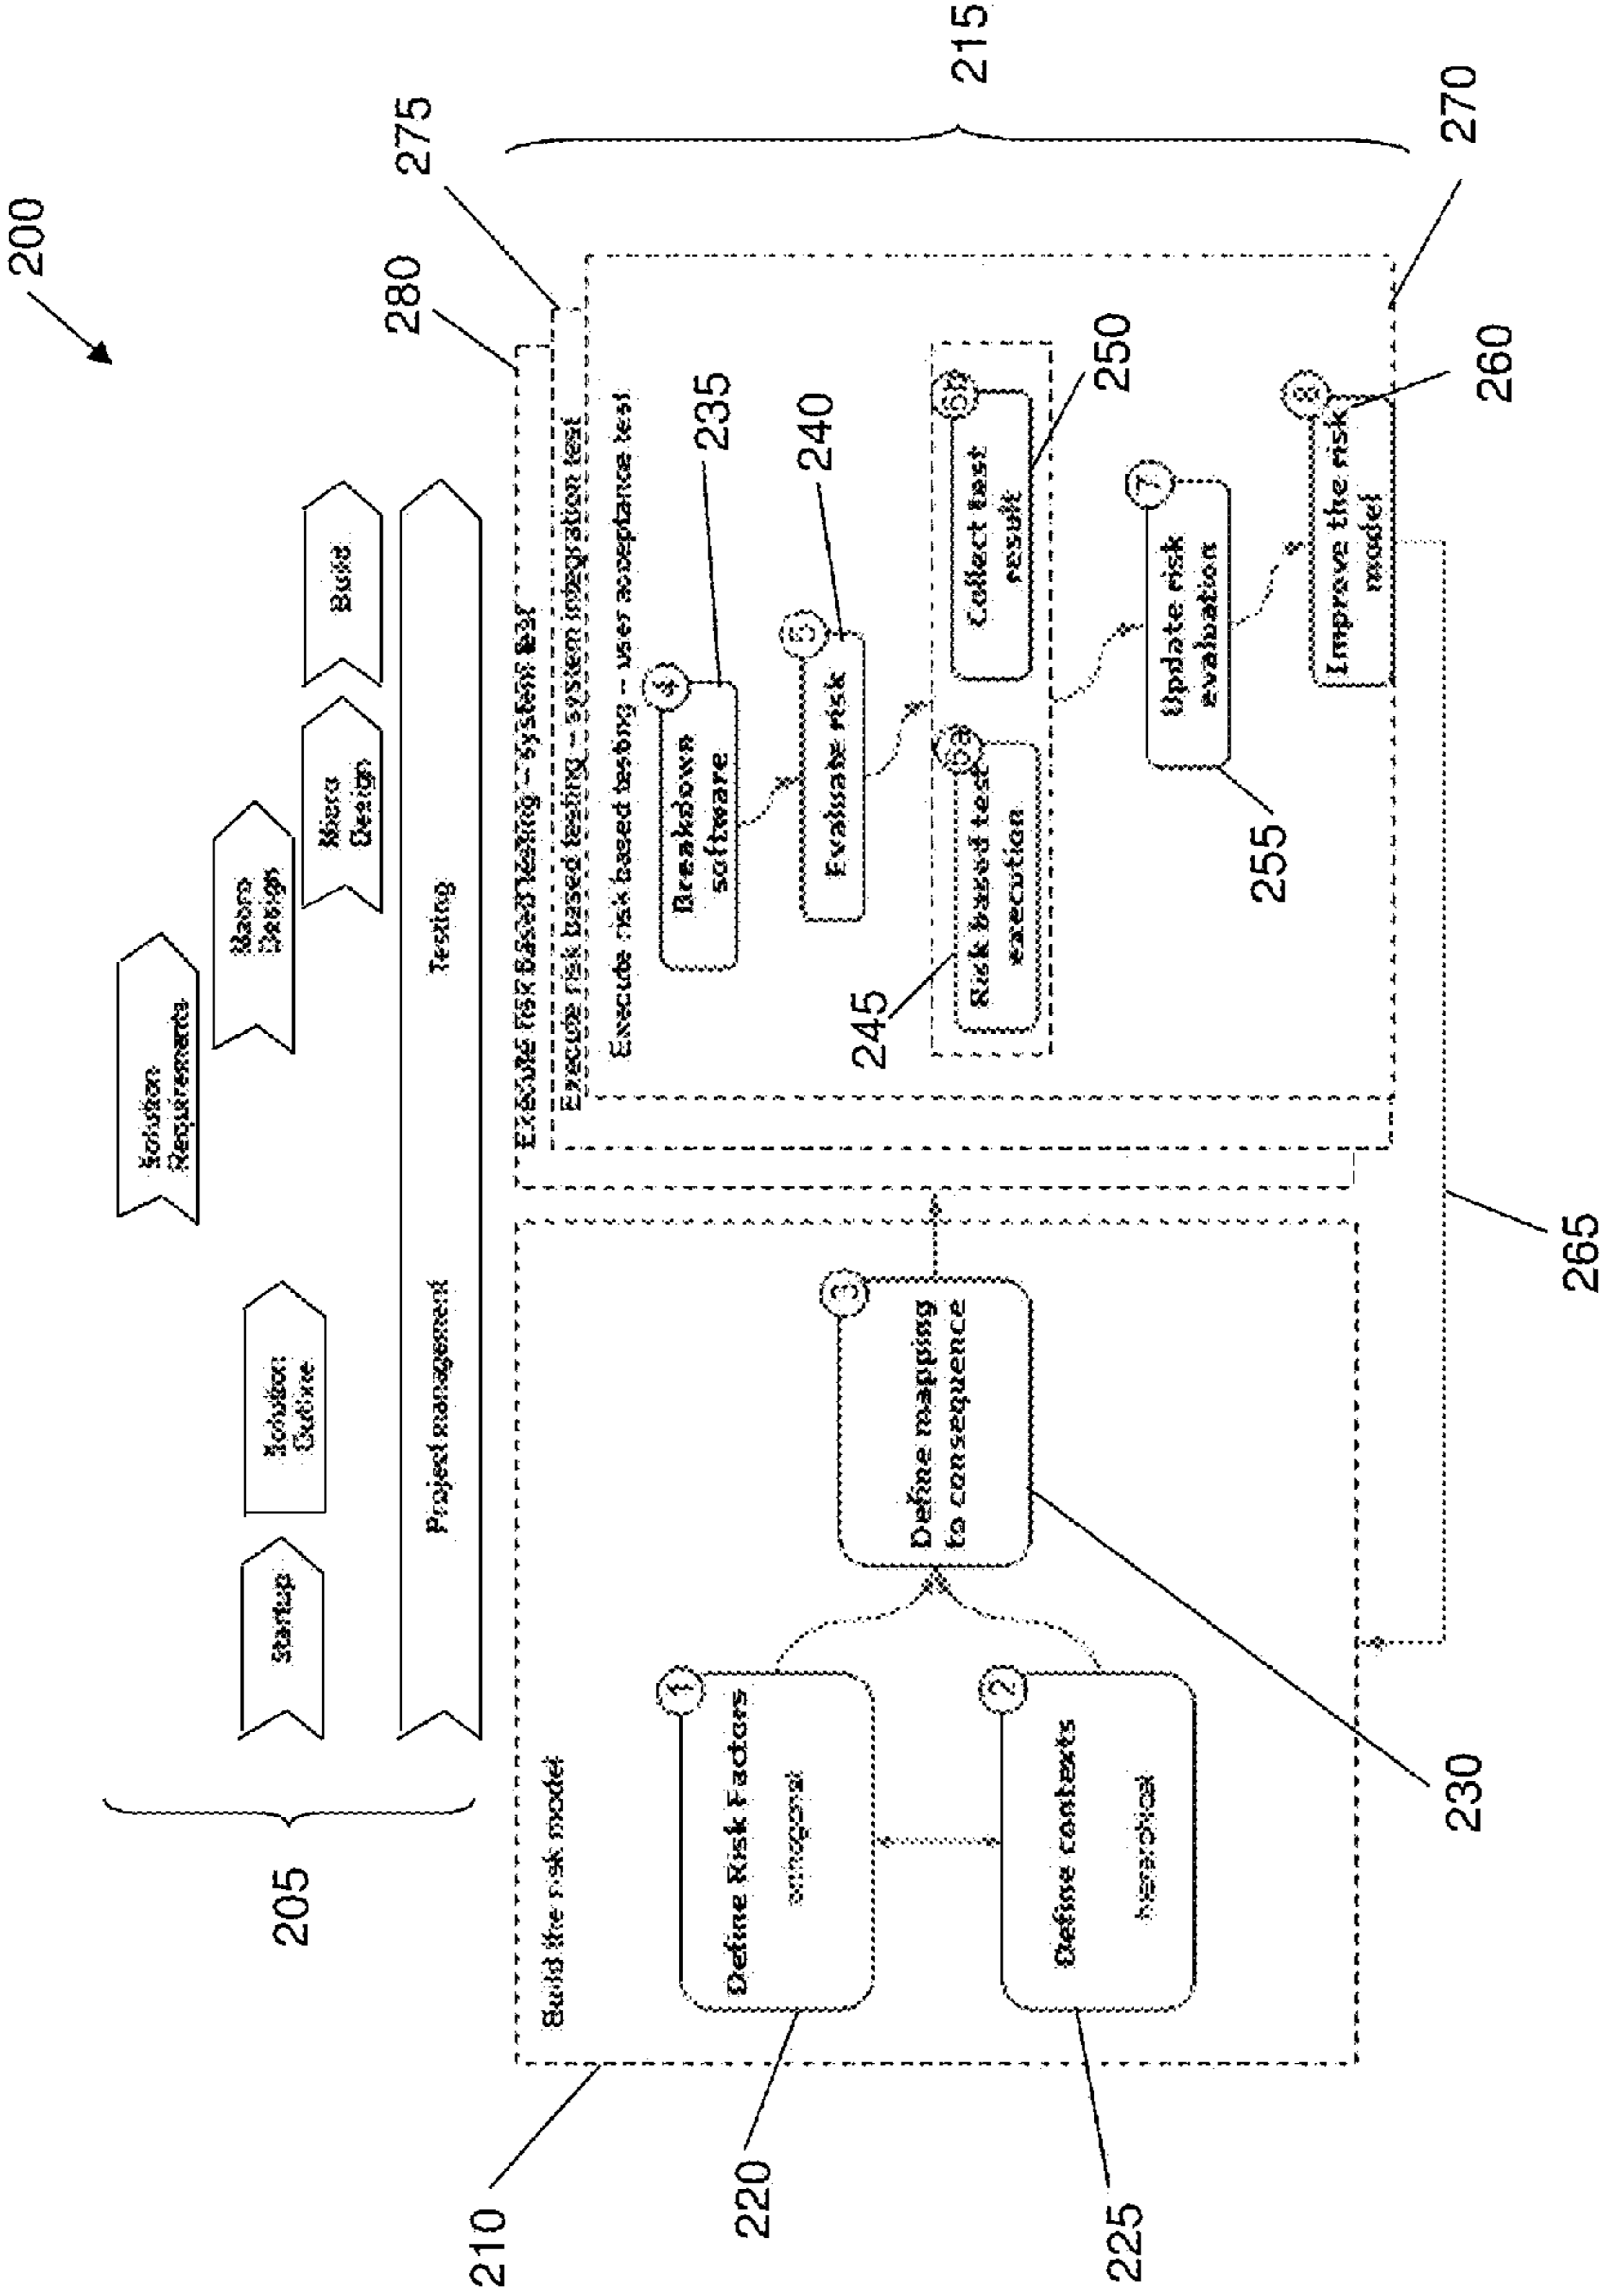 200
205
Startup
Solution
Outline
Solution
Requirements
Macro
Design
Micro
Design
Build
Project management
Testing
210
Build the risk model
1
Define Risk Factors
orthogonal
220
2
Define contexts
hierarchical
225
3
Define mapping
to consequence
230
280
Execute risk based testing – system test
275
Execute risk based testing – system integration test
Execute risk based testing – user acceptance test
4
Breakdown
software
235
5
Evaluate risk
240
6a
Risk based test
execution
245
6b
Collect test
result
250
7
Update risk
evaluation
255
8
Improve the risk
model
260
265
270
215